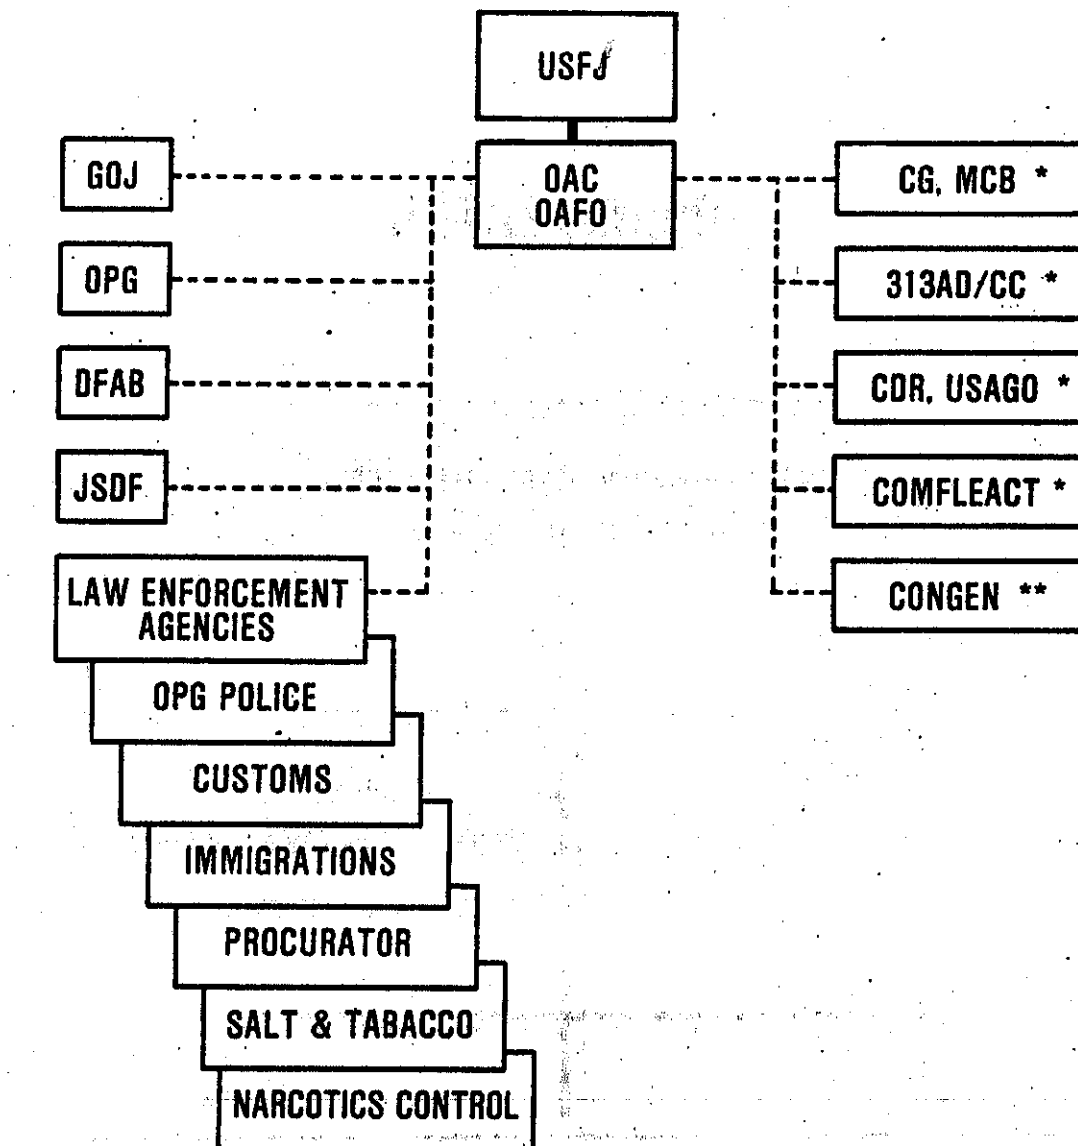 USFJ
OAC
OAFO
GOJ
OPG
DFAB
JSDF
LAW ENFORCEMENT
AGENCIES
OPG POLICE
CUSTOMS
IMMIGRATIONS
PROCURATOR
SALT & TABACCO
NARCOTICS CONTROL
CG, MCB *
313AD/CC *
CDR, USAGO *
COMFLEACT *
CONGEN **